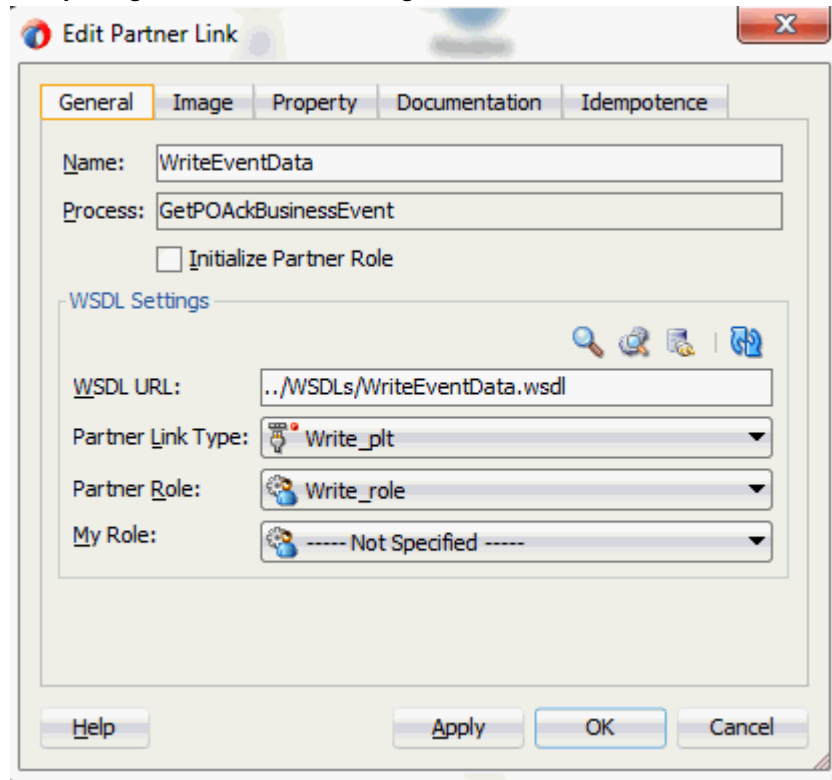 Edit Partner Link
General Image Property Documentation Idempotence
Name: WriteEventData
Process: GetPOAckBusinessEvent
Initialize Partner Role
WSDL Settings
WSDL URL: ../WSDLs/WriteEventData.wsdl
Partner Link Type: Write_plt
Partner Role: Write_role
My Role: ----- Not Specified -----
Help Apply OK Cancel